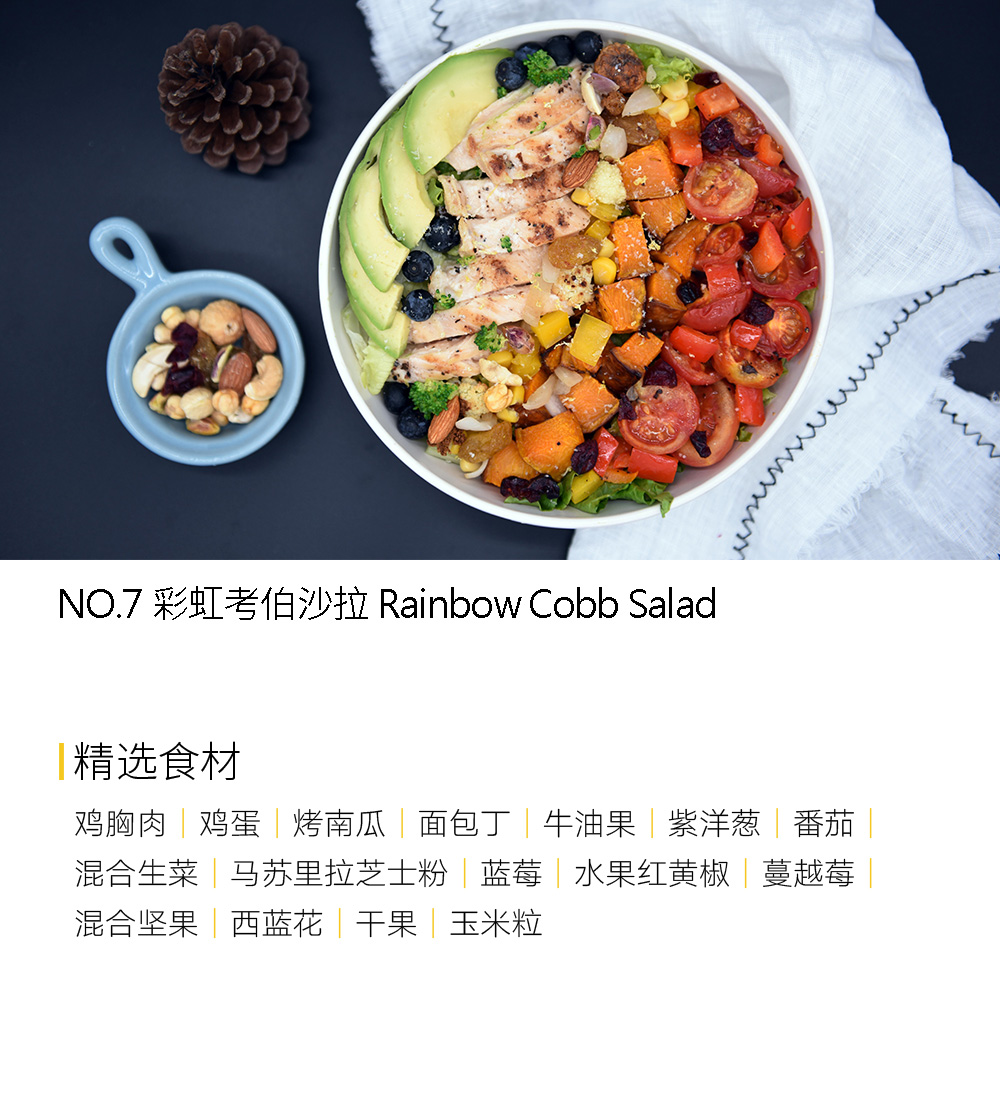 NO.7 彩虹考伯沙拉 Rainbow Cobb Salad
精选食材
鸡胸肉｜鸡蛋｜烤南瓜｜面包丁｜牛油果｜紫洋葱｜番茄｜
混合生菜｜马苏里拉芝士粉｜蓝莓｜水果红黄椒｜蔓越莓｜
混合坚果｜西蓝花｜干果｜玉米粒